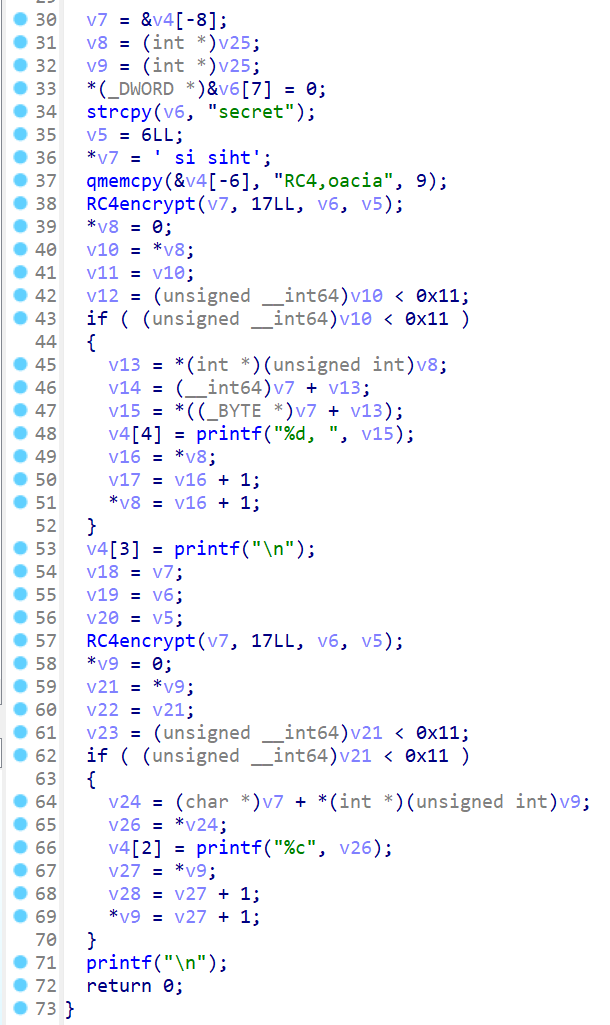 30 v7 = &v4[-8];
31 v8 = (int *)v25;
32 v9 = (int *)v25;
33 *(_DWORD *)&v6[7] = 0;
34 strcpy(v6, "secret");
35 v5 = 6LL;
36 *v7 = ' si siht';
37 qmemcpy(&v4[-6], "RC4,oacia", 9);
38 RC4encrypt(v7, 17LL, v6, v5);
39 *v8 = 0;
40 v10 = *v8;
41 v11 = v10;
42 v12 = (unsigned __int64)v10 < 0x11;
43 if ( (unsigned __int64)v10 < 0x11 )
44 {
45 v13 = *(int *)(unsigned int)v8;
46 v14 = (__int64)v7 + v13;
47 v15 = *((_BYTE *)v7 + v13);
48 v4[4] = printf("%d, ", v15);
49 v16 = *v8;
50 v17 = v16 + 1;
51 *v8 = v16 + 1;
52 }
53 v4[3] = printf("\n");
54 v18 = v7;
55 v19 = v6;
56 v20 = v5;
57 RC4encrypt(v7, 17LL, v6, v5);
58 *v9 = 0;
59 v21 = *v9;
60 v22 = v21;
61 v23 = (unsigned __int64)v21 < 0x11;
62 if ( (unsigned __int64)v21 < 0x11 )
63 {
64 v24 = (char *)v7 + *(int *)(unsigned int)v9;
65 v26 = *v24;
66 v4[2] = printf("%c", v26);
67 v27 = *v9;
68 v28 = v27 + 1;
69 *v9 = v27 + 1;
70 }
71 printf("\n");
72 return 0;
73 }